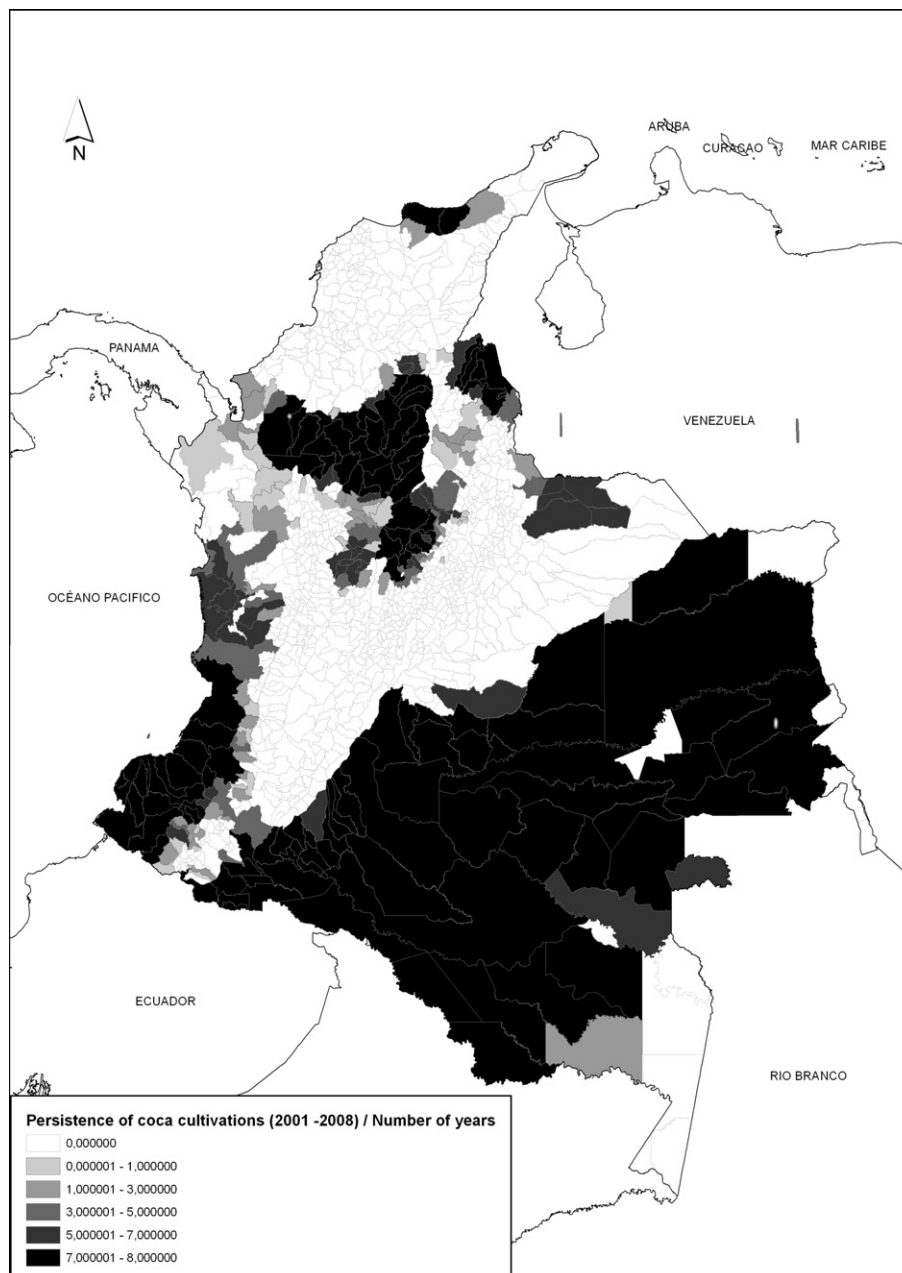 N
ARUBA
CURAÇAO
MAR CARIBE
PANAMA
VENEZUELA
OCÉANO PACIFICO
ECUADOR
RIO BRANCO
Persistence of coca cultivations (2001 -2008) / Number of years
0,000000
0,000001 - 1,000000
1,000001 - 3,000000
3,000001 - 5,000000
5,000001 - 7,000000
7,000001 - 8,000000